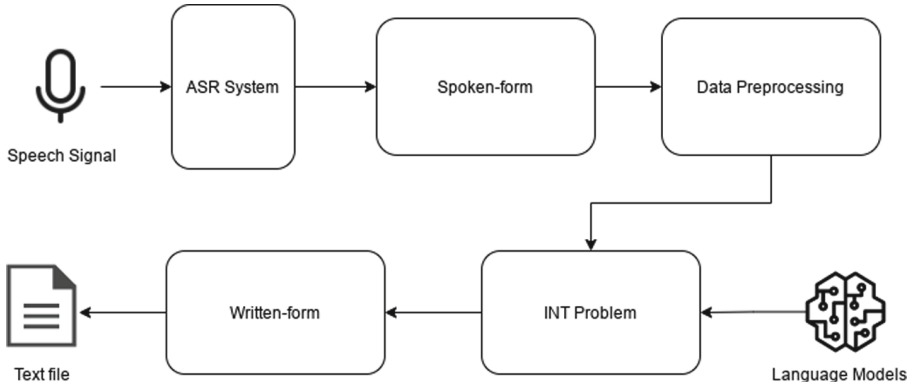 ASR System
Spoken-form
Data Preprocessing
Speech Signal
Written-form
INT Problem
Text file
Language Models